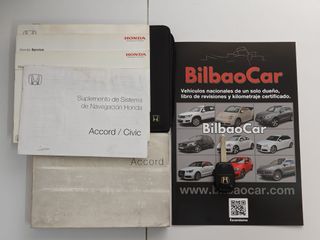 HONDA
Honda Service
HONDA
Suplemento de Sistema
de Navegación Honda
Accord / Civic
Accord
BilbaoCar
Vehículos nacionales de un solo dueño,
libro de revisiones y kilometraje certificado.
BilbaoCar
www.bilbaocar.com